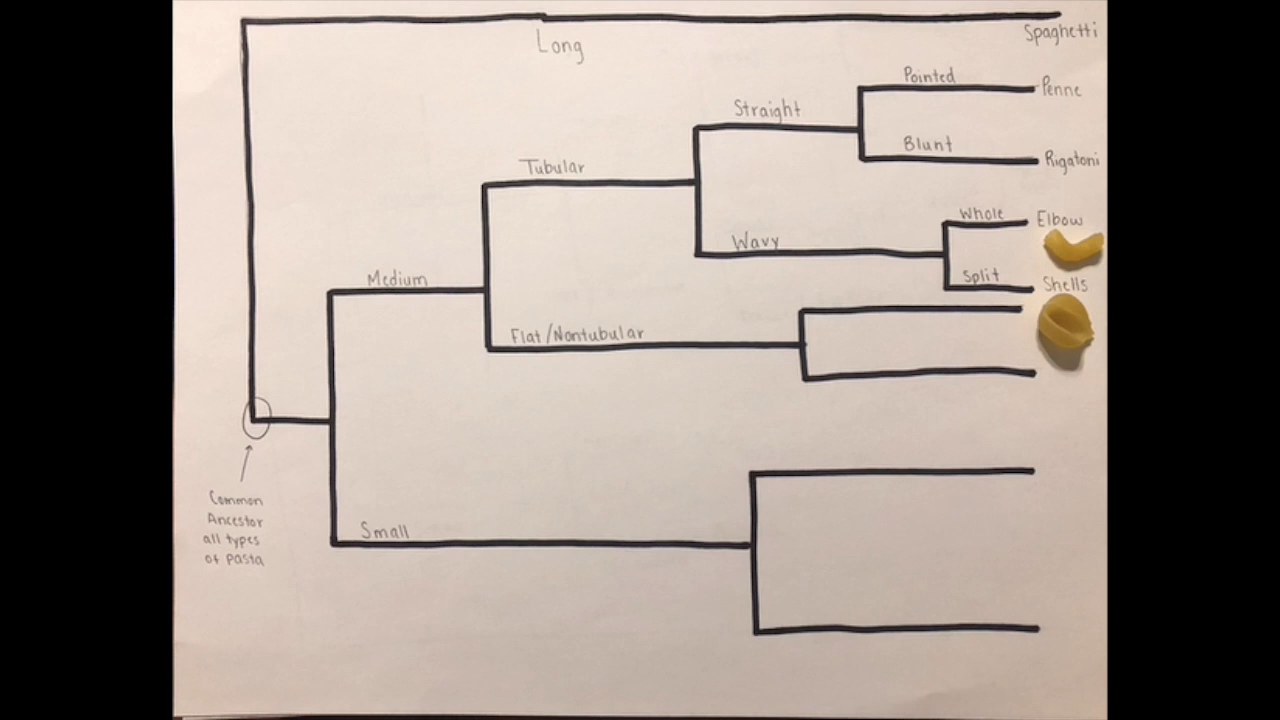 Long
Spaghetti
Pointed
Penne
Straight
Blunt
Rigatoni
Tubular
Whole
Elbow
Wavy
Split
Shells
Medium
Flat/Nontubular
Common
Ancestor
all types
of pasta
Small